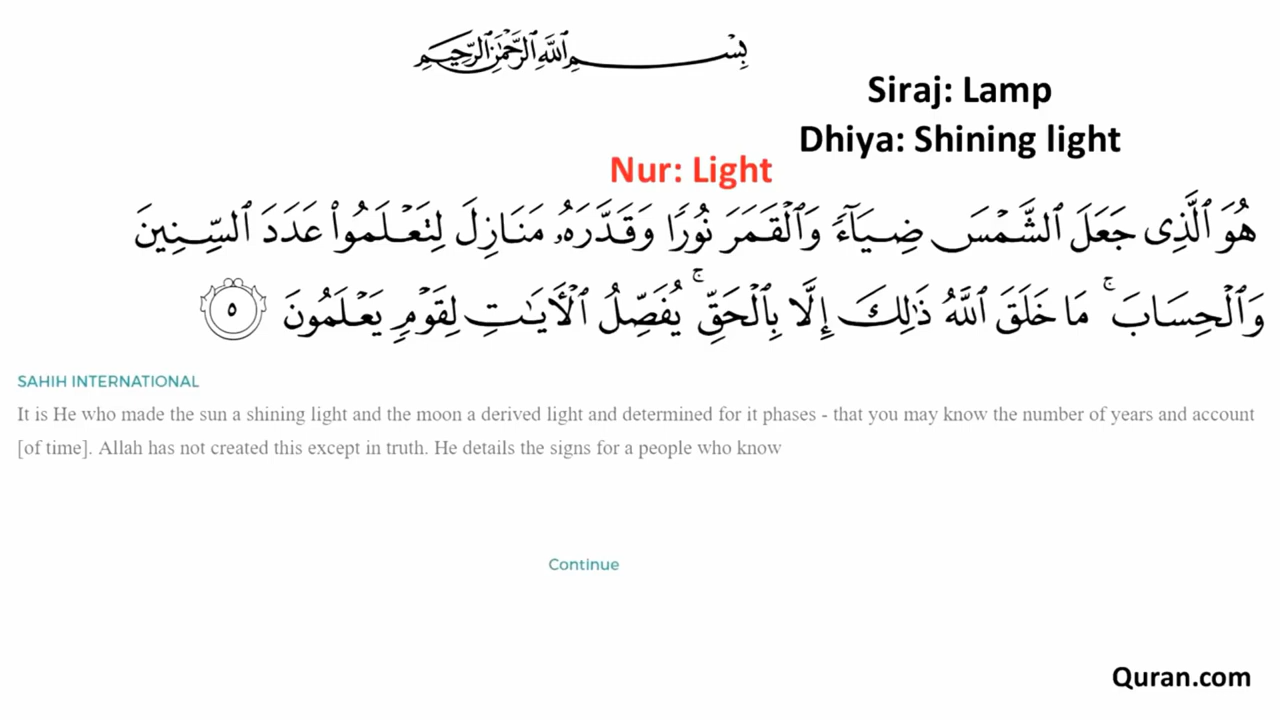 بِسْمِ ٱللَّهِ ٱلرَّحْمَٰنِ ٱلرَّحِيمِ
Siraj: Lamp
Dhiya: Shining light
Nur: Light
هُوَ ٱلَّذِى جَعَلَ ٱلشَّمْسَ ضِيَآءً وَٱلْقَمَرَ نُورًا وَقَدَّرَهُۥ مَنَازِلَ لِتَعْلَمُوا۟ عَدَدَ ٱلسِّنِينَ
وَٱلْحِسَابَ ۚ مَا خَلَقَ ٱللَّهُ ذَٰلِكَ إِلَّا بِٱلْحَقِّ ۚ يُفَصِّلُ ٱلْـَٔايَـٰتِ لِقَوْمٍ يَعْلَمُونَ ٥
SAHIH INTERNATIONAL
It is He who made the sun a shining light and the moon a derived light and determined for it phases - that you may know the number of years and account
[of time]. Allah has not created this except in truth. He details the signs for a people who know
Continue
Quran.com